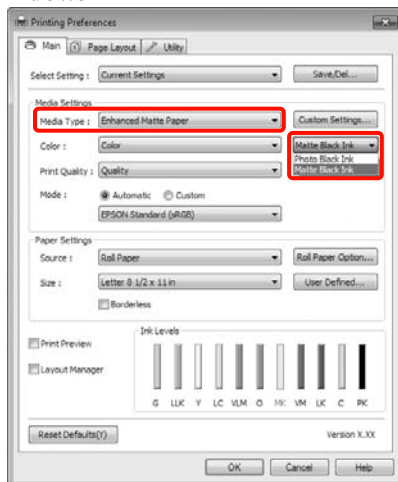 Printing Preferences
Main Page Layout Utility
Select Setting : Current Settings Save/Del...
Media Settings
Media Type : Enhanced Matte Paper Custom Settings...
Color : Color Matte Black Ink
Photo Black Ink
Print Quality : Quality Matte Black Ink
Mode : Automatic Custom
EPSON Standard (sRGB)
Paper Settings
Source : Roll Paper Roll Paper Option...
Size : Letter 8 1/2 x 11 in User Defined...
Borderless
Ink Levels
Print Preview
Layout Manager
G LLK Y LC VLM O MK VM LK C PK
Reset Defaults(Y) Version X.XX
OK Cancel Help